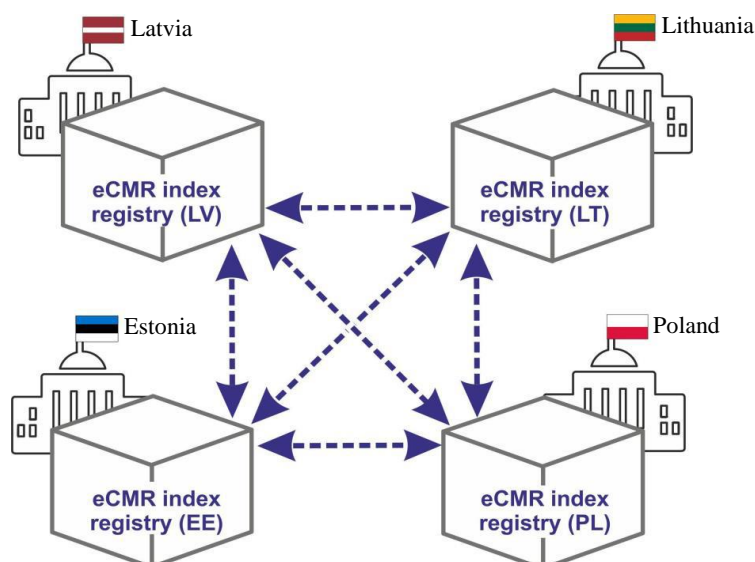 Latvia
Lithuania
eCMR index
registry (LV)
eCMR index
registry (LT)
Estonia
Poland
eCMR index
registry (EE)
eCMR index
registry (PL)